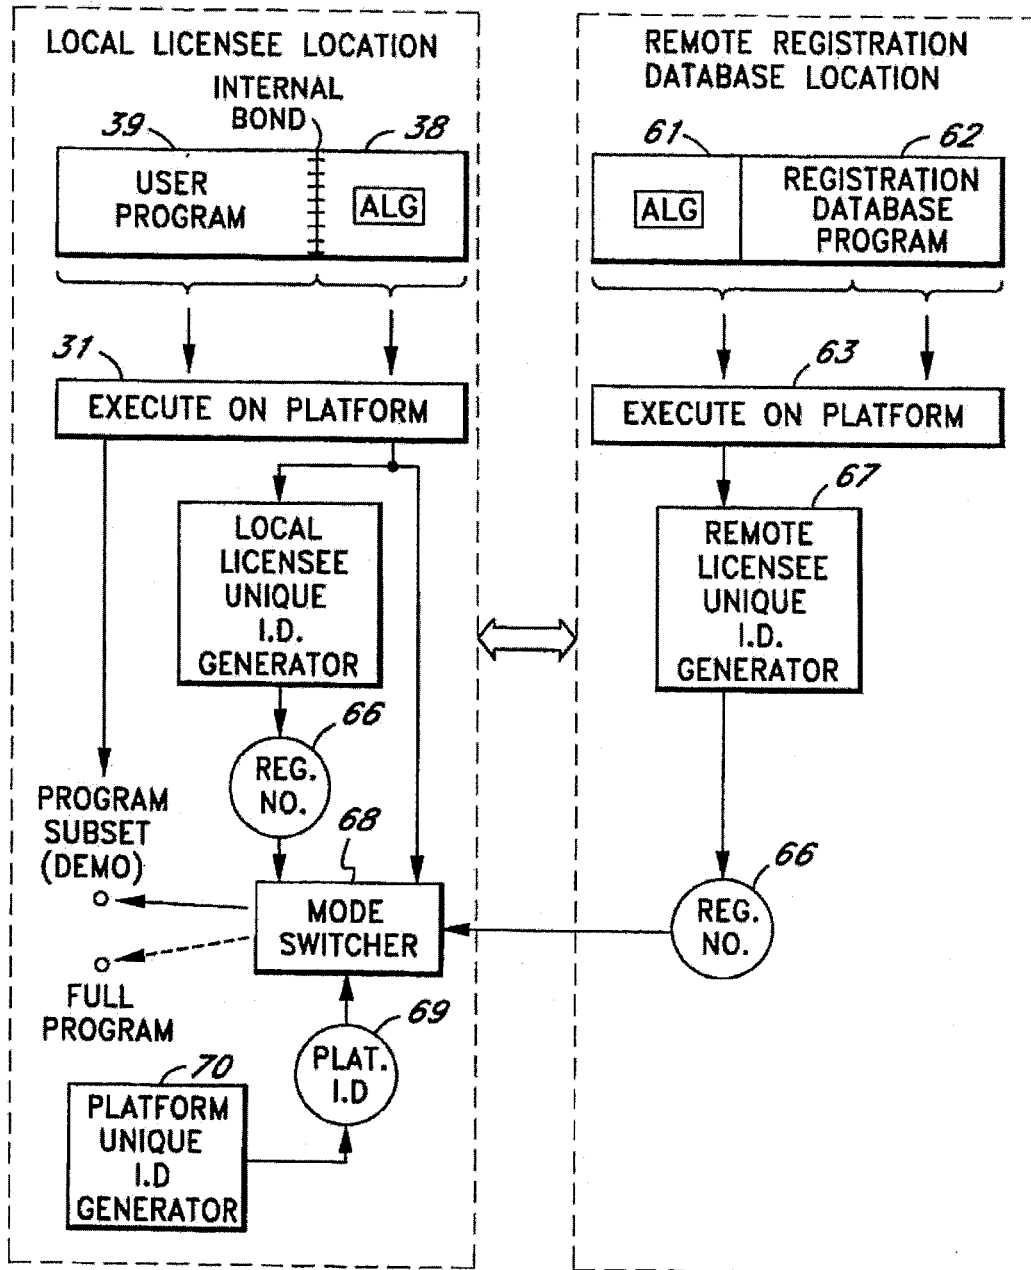 LOCAL LICENSEE LOCATION
INTERNAL
BOND
39
38
USER
PROGRAM
ALG
31
EXECUTE ON PLATFORM
LOCAL
LICENSEE
UNIQUE
I.D.
GENERATOR
66
REG.
NO.
PROGRAM
SUBSET
(DEMO)
68
MODE
SWITCHER
FULL
PROGRAM
69
PLAT.
I.D
70
PLATFORM
UNIQUE
I.D
GENERATOR
REMOTE REGISTRATION
DATABASE LOCATION
61
62
ALG
REGISTRATION
DATABASE
PROGRAM
63
EXECUTE ON PLATFORM
67
REMOTE
LICENSEE
UNIQUE
I.D.
GENERATOR
66
REG.
NO.